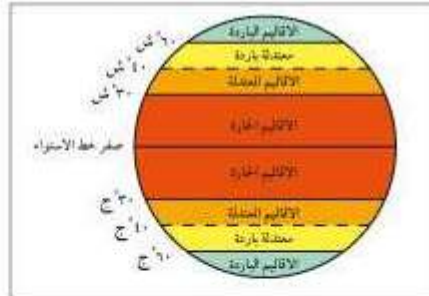 الاقاليم الباردة
٦٠° ش
معتدلة باردة
٤٠° ش
الاقاليم المعتدلة
٣٠° ش
الاقاليم الحارة
صفر خط الاستواء
الاقاليم الحارة
٣٠° ج
الاقاليم المعتدلة
٤٠° ج
معتدلة باردة
٦٠° ج
الاقاليم الباردة